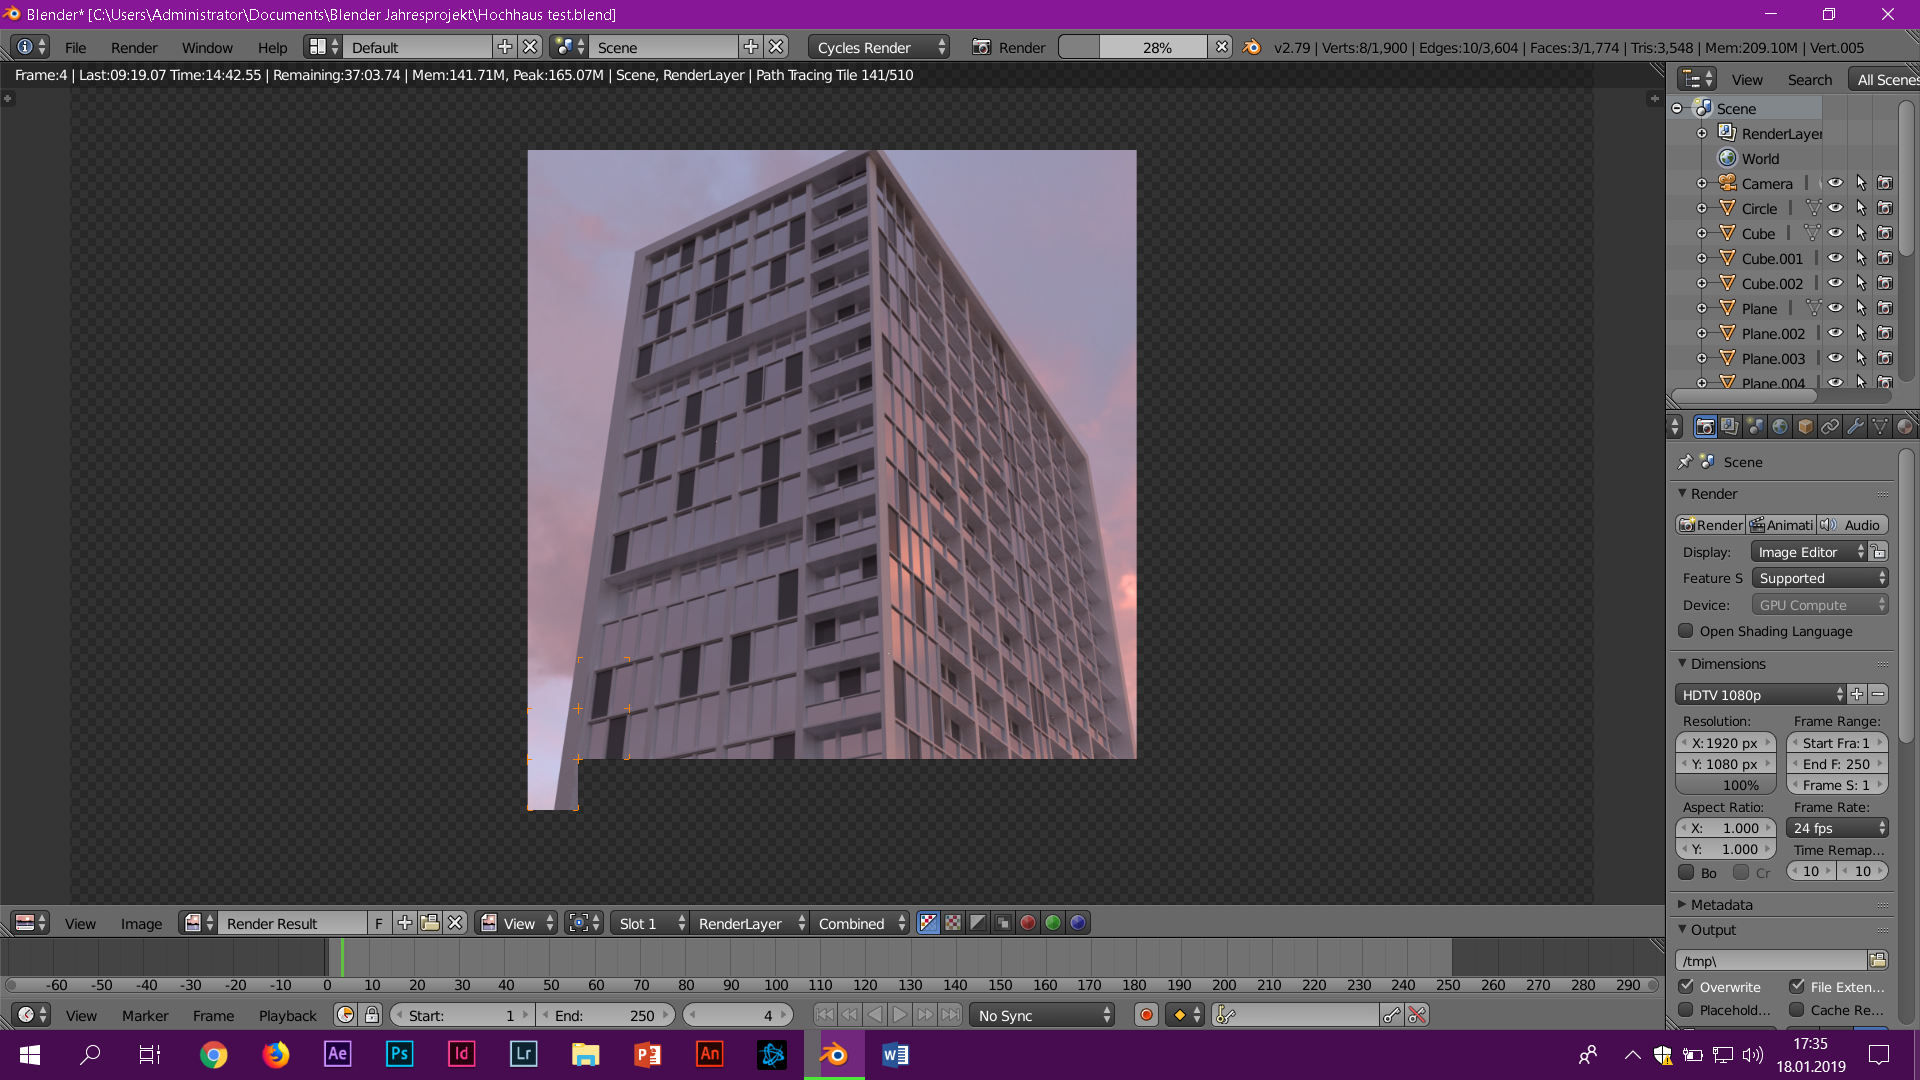 Blender* [C:\Users\Administrator\Documents\Blender Jahresprojekt\Hochhaus test.blend]
File Render Window Help Default Scene Cycles Render Render 28% v2.79 | Verts:8/1,900 | Edges:10/3,604 | Faces:3/1,774 | Tris:3,548 | Mem:209.10M | Vert.005
Frame:4 | Last:09:19.07 Time:14:42.55 | Remaining:37:03.74 | Mem:141.71M, Peak:165.07M | Scene, RenderLayer | Path Tracing Tile 141/510
View Search All Scenes
Scene
RenderLayer
World
Camera
Circle
Cube
Cube.001
Cube.002
Plane
Plane.002
Plane.003
Plane.004
Scene
Render
Render Animati Audio
Display: Image Editor
Feature S Supported
Device: GPU Compute
Open Shading Language
Dimensions
HDTV 1080p
Resolution: Frame Range:
X: 1920 px Start Fra: 1
Y: 1080 px End F: 250
100% Frame S: 1
Aspect Ratio: Frame Rate:
X: 1.000 24 fps
Y: 1.000 Time Remap...
Bo Cr 10 10
Metadata
Output
/tmp\
Overwrite File Exten...
Placehold... Cache Re...
View Image Render Result F View Slot 1 RenderLayer Combined
-60 -50 -40 -30 -20 -10 0 10 20 30 40 50 60 70 80 90 100 110 120 130 140 150 160 170 180 190 200 210 220 230 240 250 260 270 280 290
View Marker Frame Playback Start: 1 End: 250 4 No Sync
Ae Ps Id Lr P An W
17:35
18.01.2019